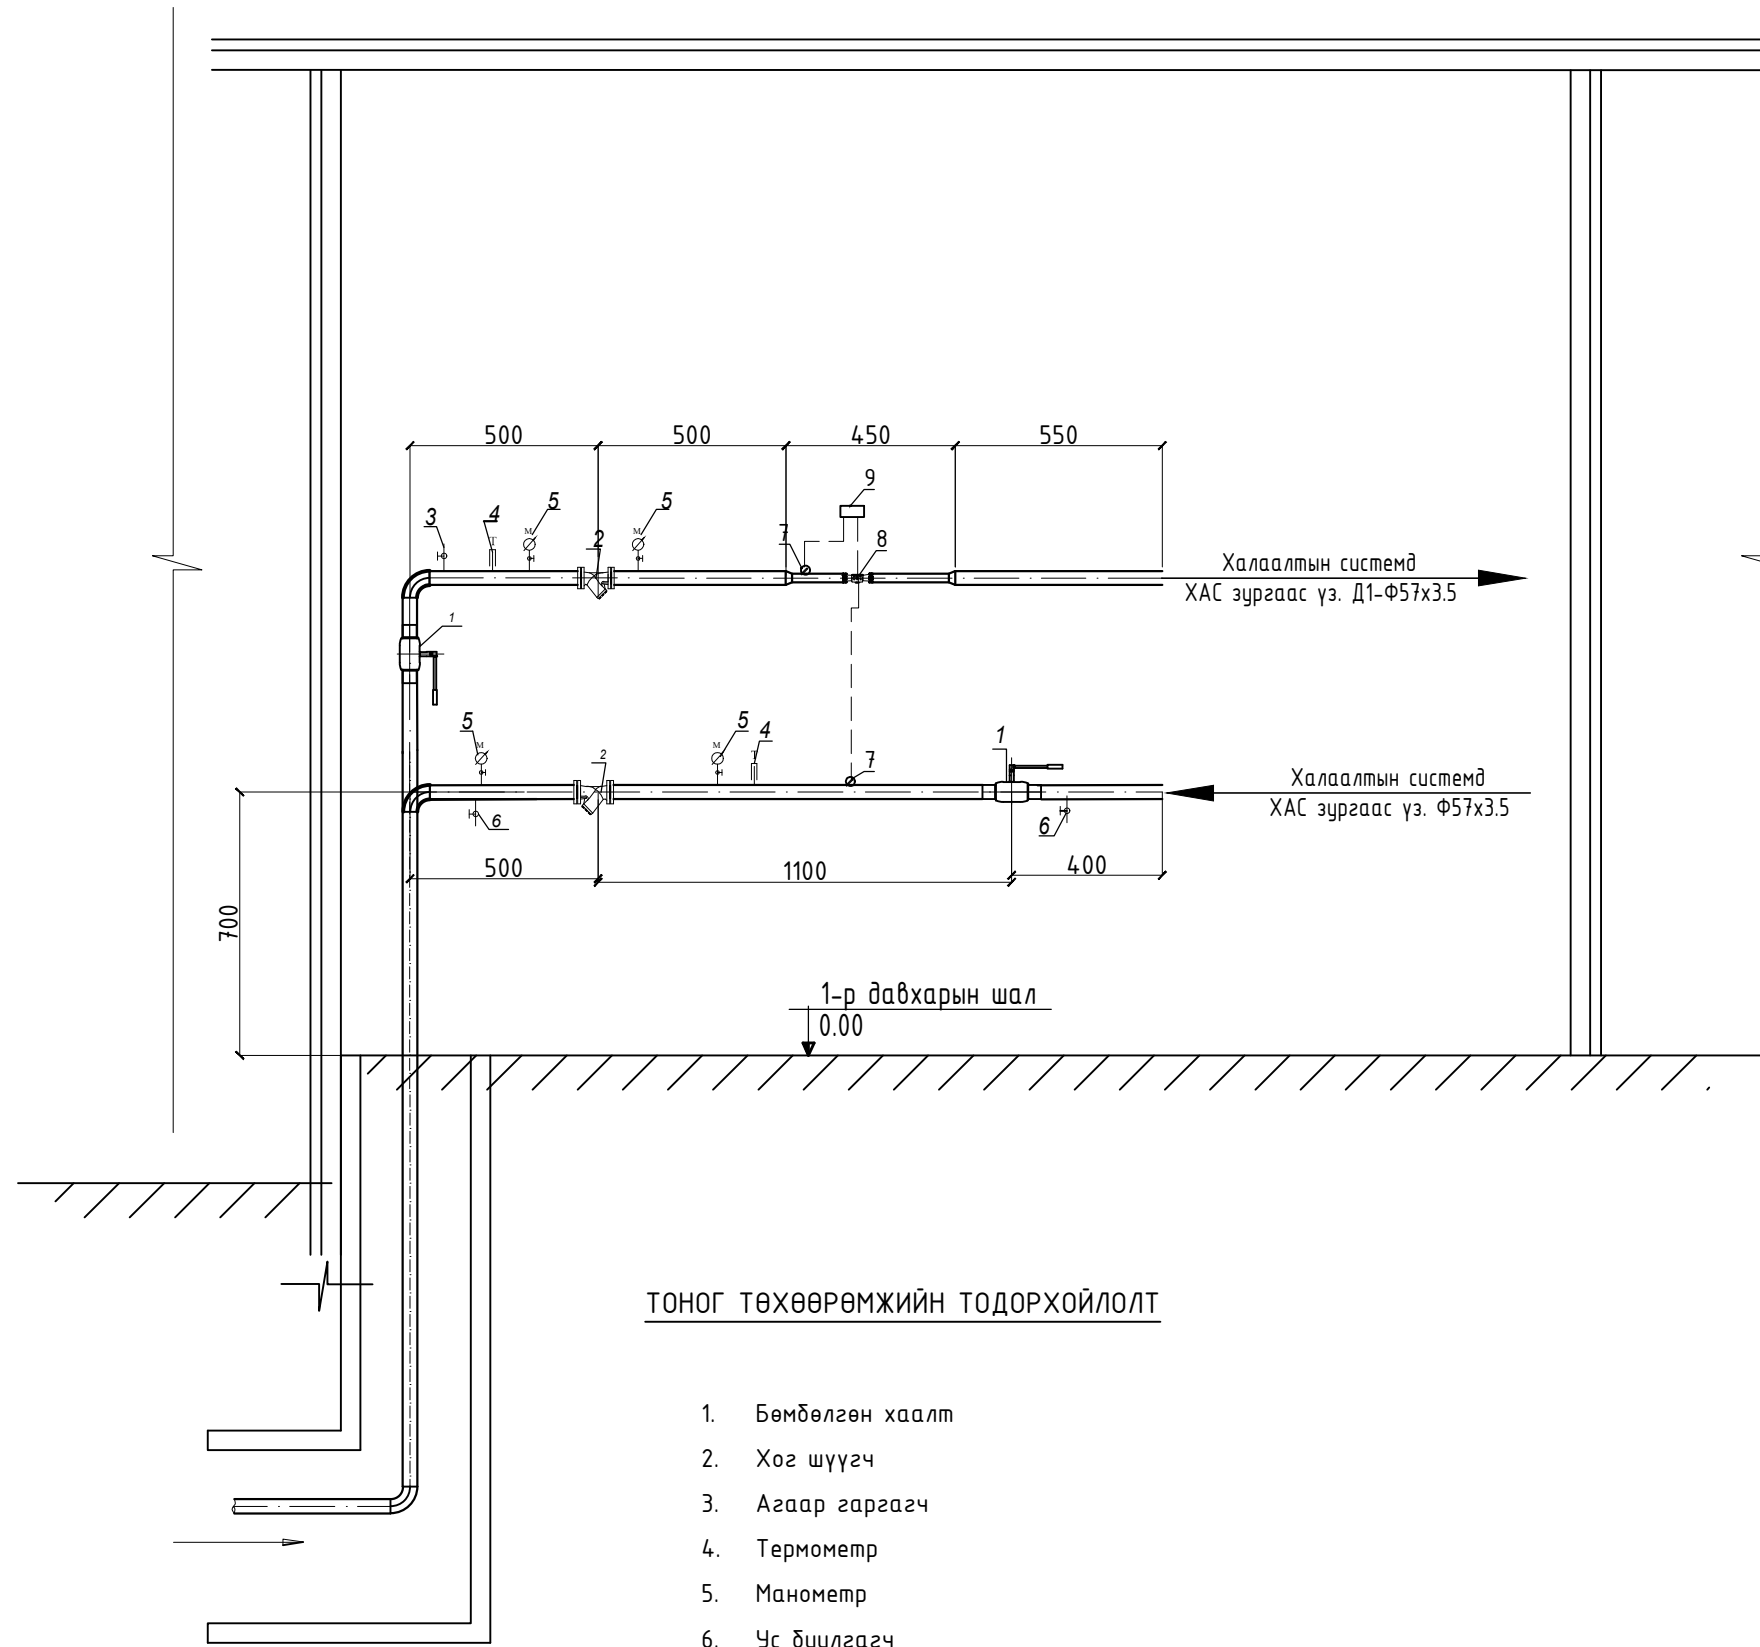 500 500 450 550
9
5 5
3 4 M 2 M 7 8
T
Халаалтын системд
ХАС зургаас үз. Д1-Ф57х3.5
1
5 5 4 1
M 2 M T 7
Халаалтын системд
ХАС зургаас үз. Ф57х3.5
6 6
500 1100 400
700
1-р давхарын шал
0.00
ТОНОГ ТӨХӨӨРӨМЖИЙН ТОДОРХОЙЛОЛТ
1. Бөмбөлгөн хаалт
2. Хог шүүгч
3. Агаар гаргагч
4. Термометр
5. Манометр
6. Ус буулгагч